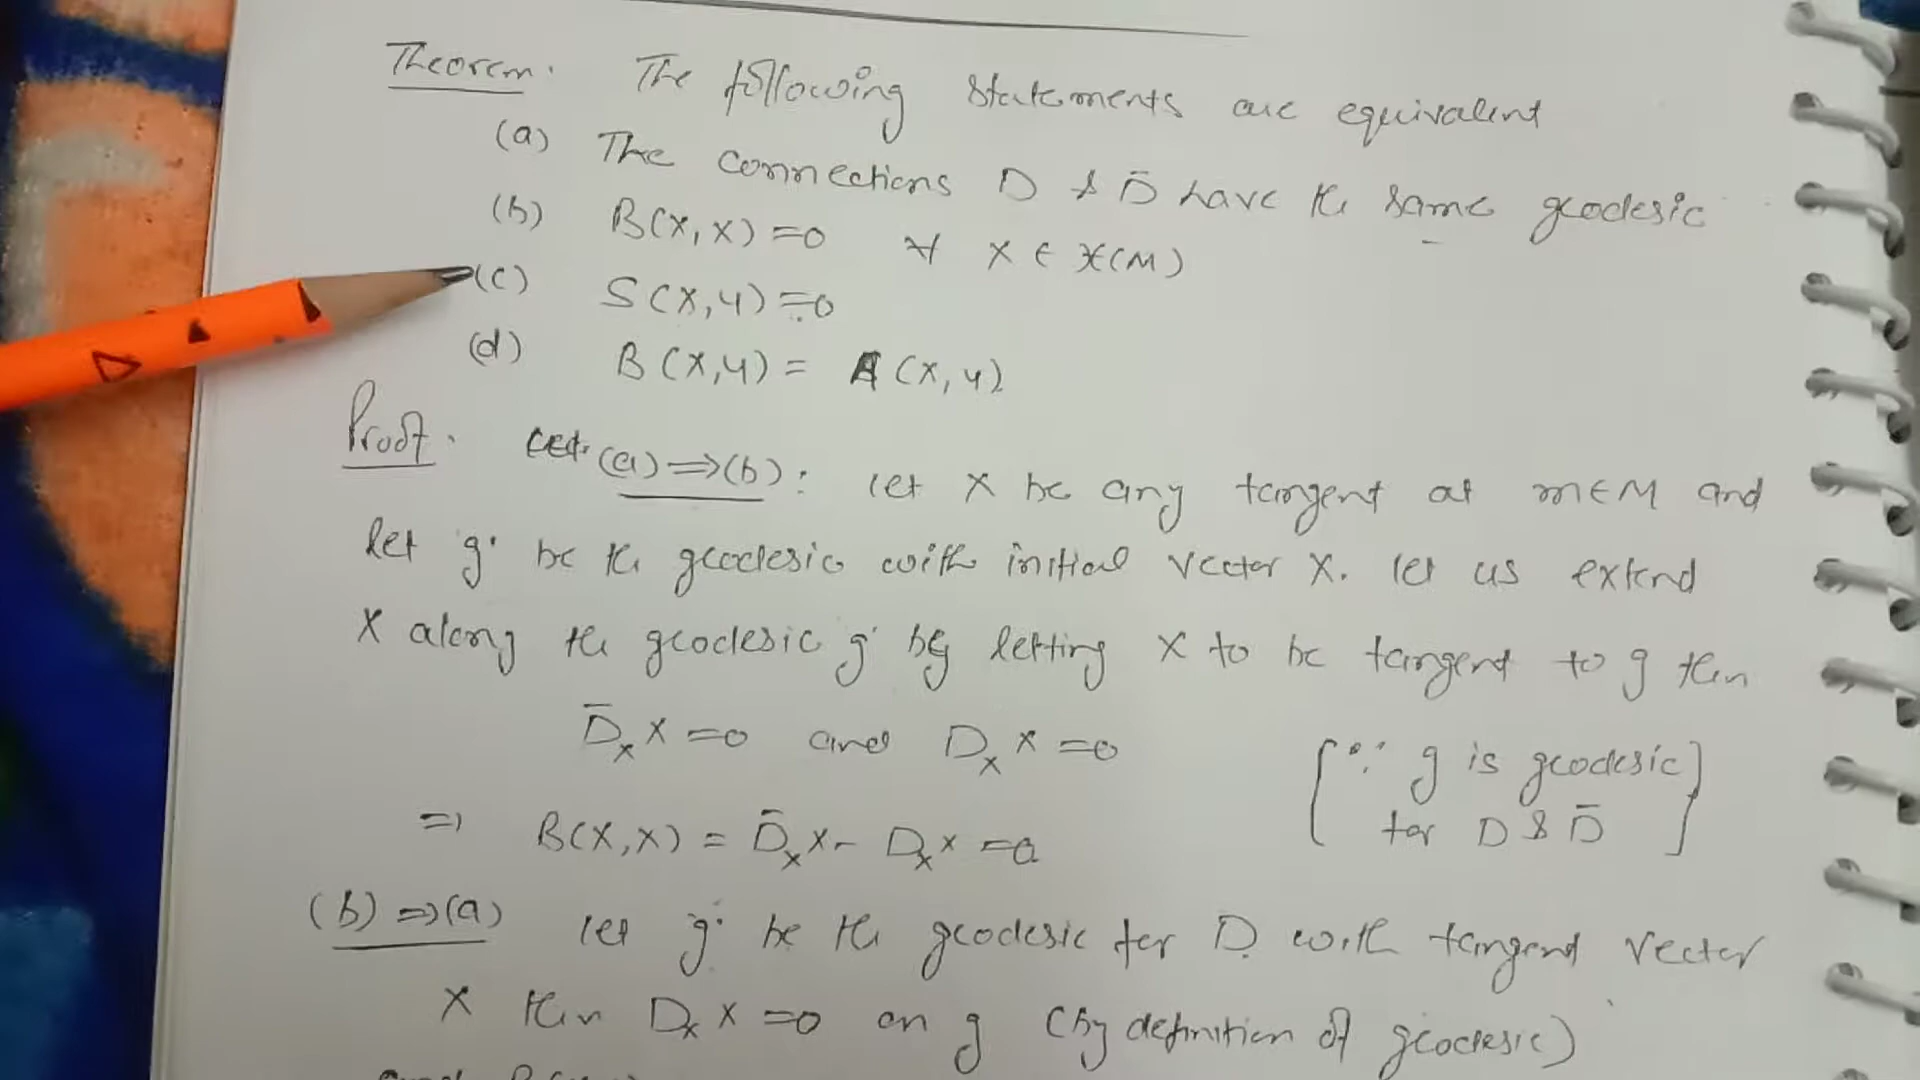 Theorem. The following statements are equivalent
(a) The connections D & D̄ have the same geodesic
(b) B(X,X)=0 ∀ X ∈ 𝔛(M)
(c) S(X,Y)=0
(d) B(X,Y) = A(X,Y)
Proof. Let (a)⇒(b): let X be any tangent at m∈M and
let g be the geodesic with initial vector X. let us extend
X along the geodesic g by letting X to be tangent to g then
D̄ₓX=0 and DₓX=0 [∵ g is geodesic
for D & D̄]
⇒ B(X,X) = D̄ₓX - DₓX =0
(b)⇒(a) let g be the geodesic for D with tangent vector
X then DₓX=0 on g (by definition of geodesic)